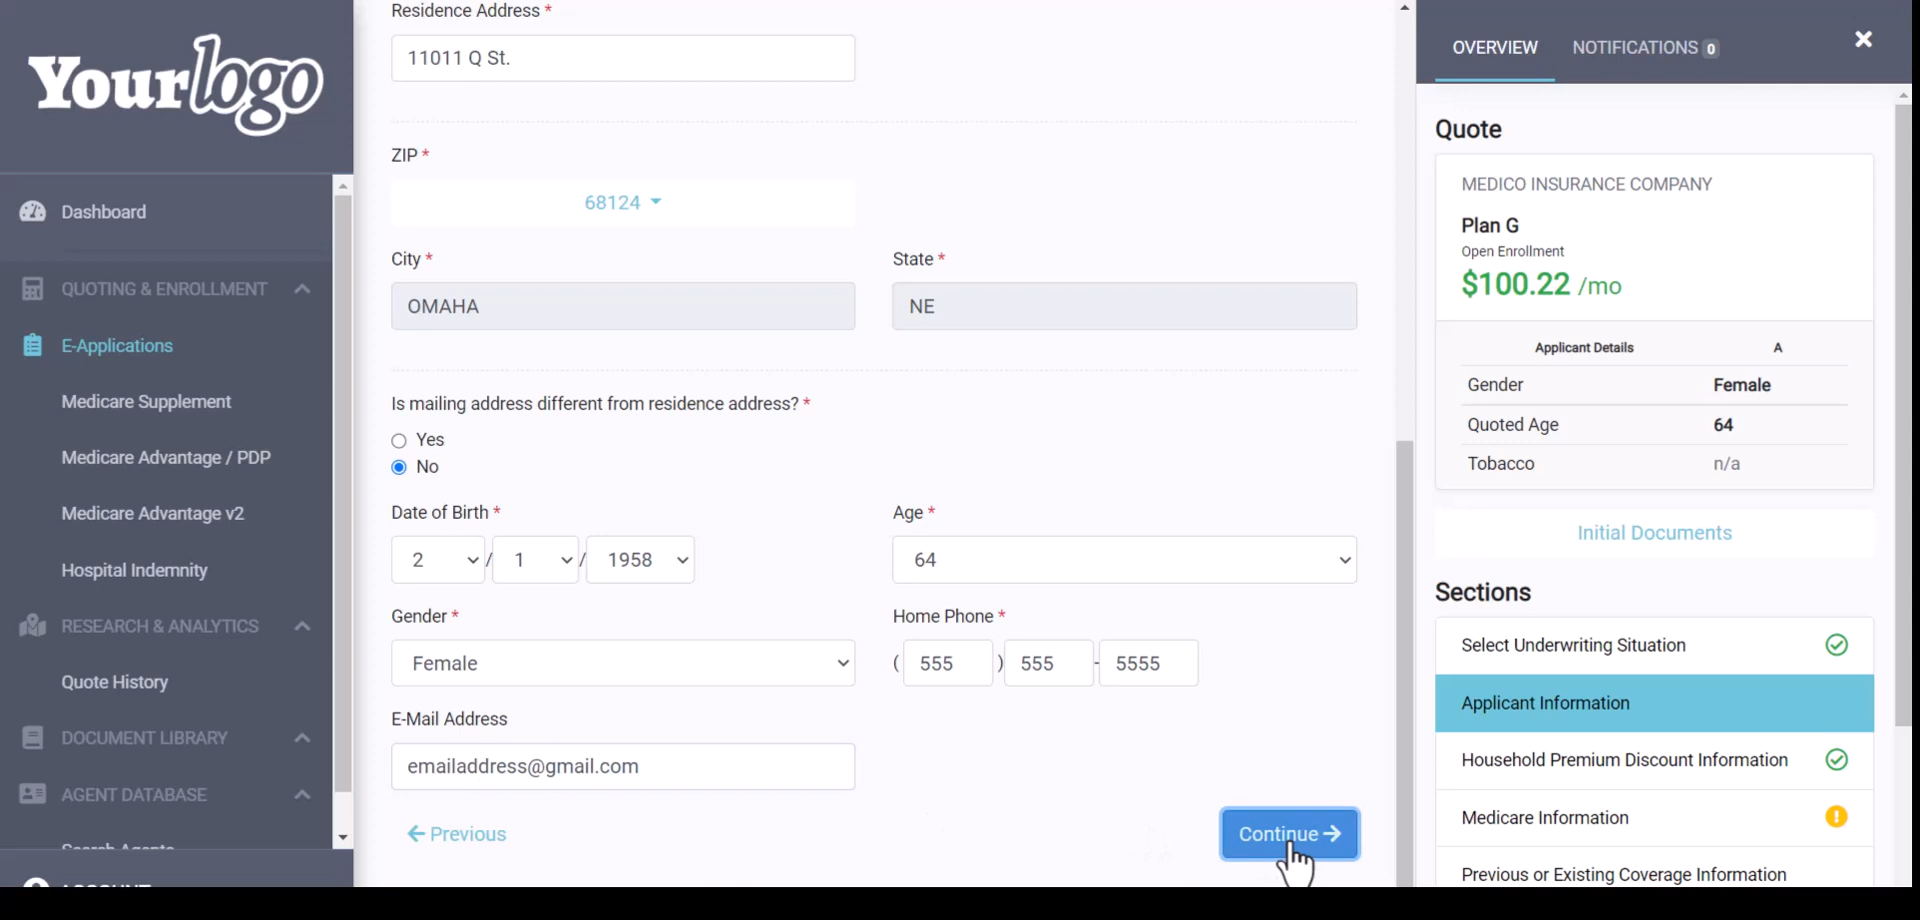 Yourlogo
Dashboard
QUOTING & ENROLLMENT
E-Applications
Medicare Supplement
Medicare Advantage / PDP
Medicare Advantage v2
Hospital Indemnity
RESEARCH & ANALYTICS
Quote History
DOCUMENT LIBRARY
AGENT DATABASE
Search Agents
ACCOUNT
Residence Address *
11011 Q St.
ZIP *
68124
City *
State *
OMAHA
NE
Is mailing address different from residence address? *
Yes
No
Date of Birth *
Age *
2 / 1 / 1958
64
Gender *
Home Phone *
Female
( 555 ) 555 - 5555
E-Mail Address
emailaddress@gmail.com
Previous
Continue
OVERVIEW
NOTIFICATIONS 0
Quote
MEDICO INSURANCE COMPANY
Plan G
Open Enrollment
$100.22 /mo
Applicant Details A
Gender Female
Quoted Age 64
Tobacco n/a
Initial Documents
Sections
Select Underwriting Situation
Applicant Information
Household Premium Discount Information
Medicare Information
Previous or Existing Coverage Information